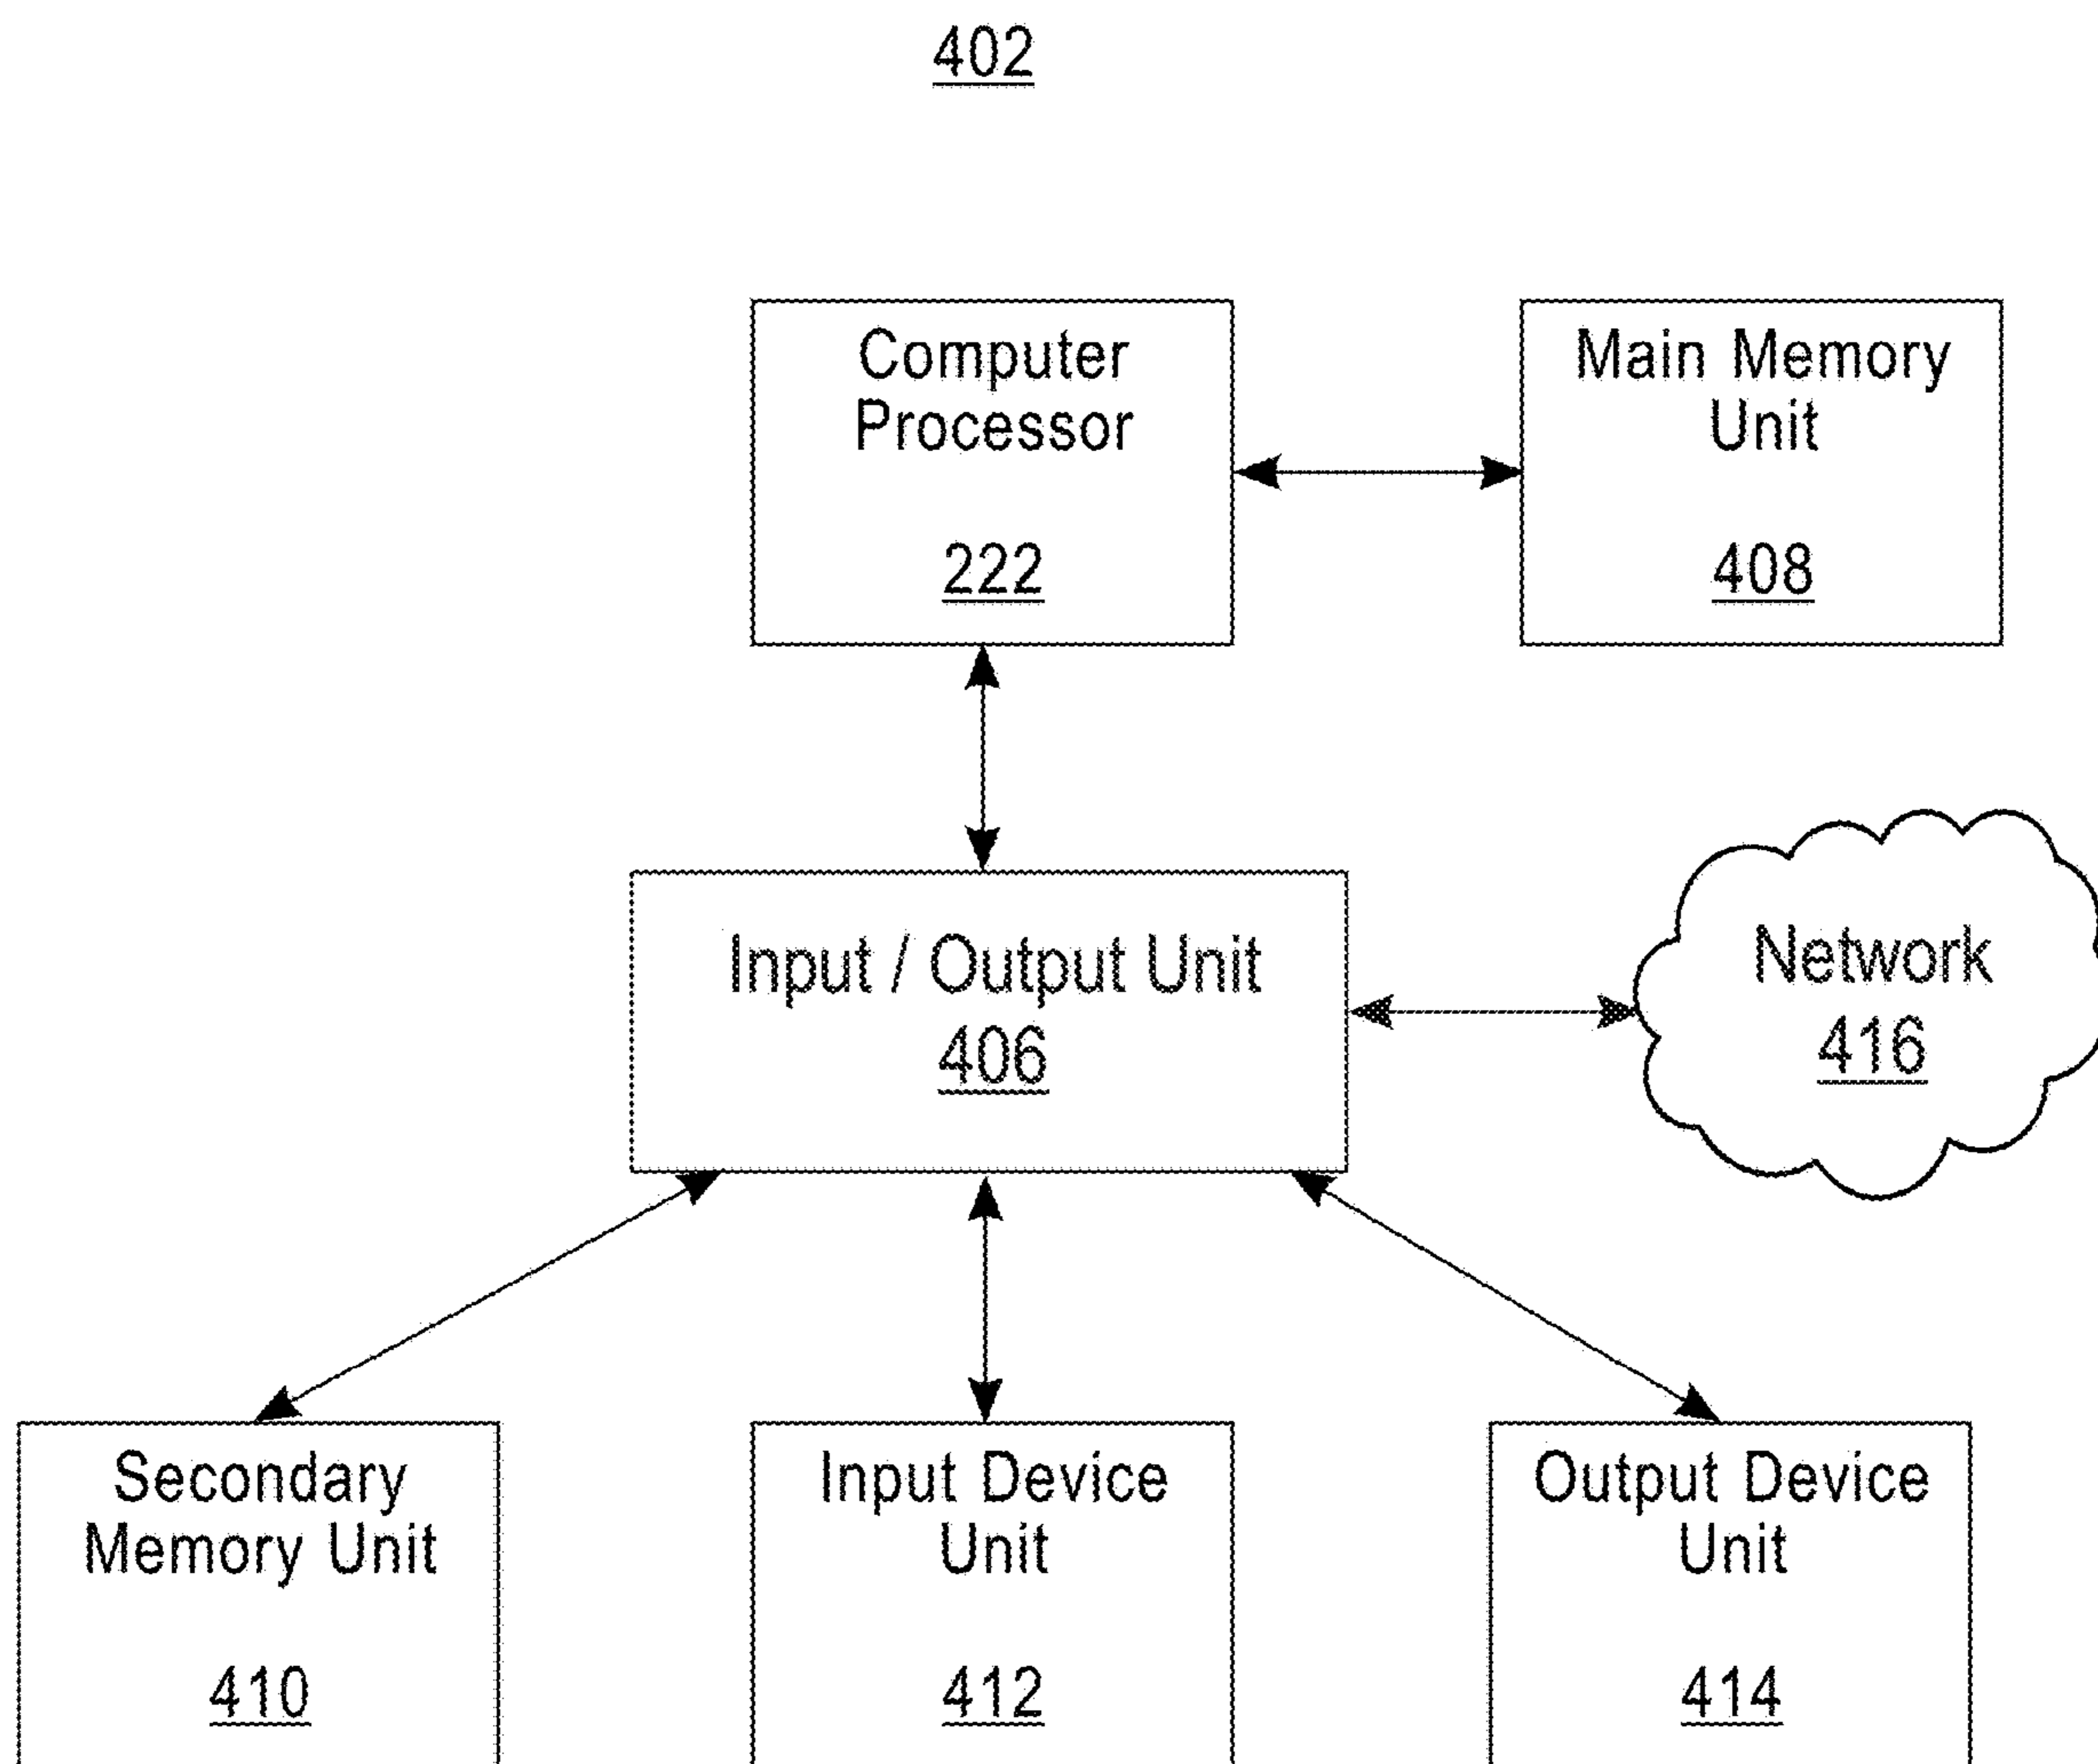 402
Computer
Processor
222
Main Memory
Unit
408
Input / Output Unit
406
Network
416
Secondary
Memory Unit
410
Input Device
Unit
412
Output Device
Unit
414